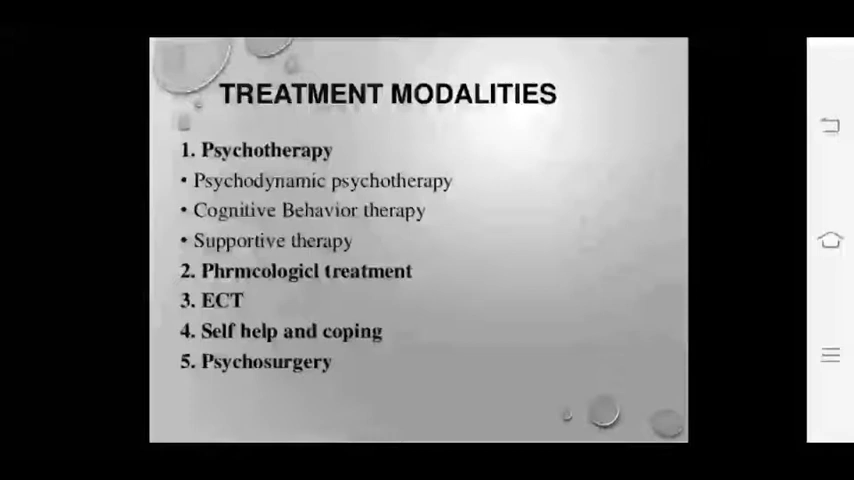 TREATMENT MODALITIES
1. Psychotherapy
• Psychodynamic psychotherapy
• Cognitive Behavior therapy
• Supportive therapy
2. Phrmcologicl treatment
3. ECT
4. Self help and coping
5. Psychosurgery